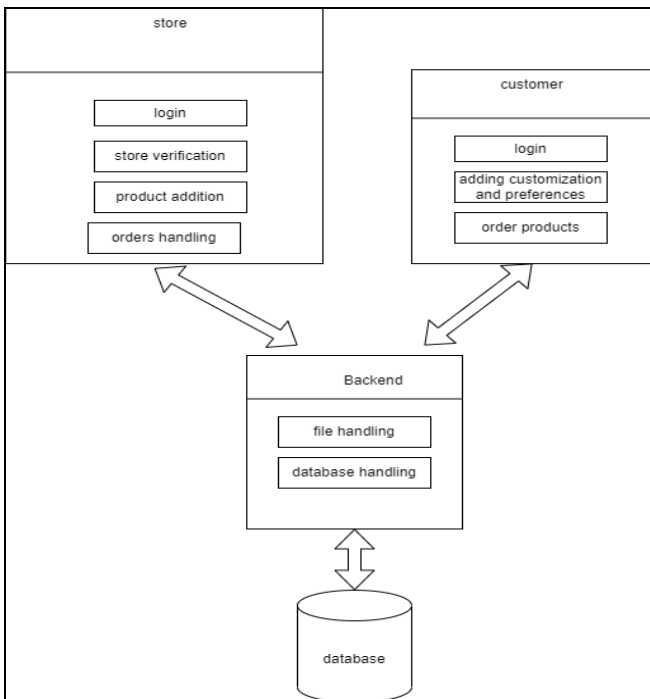 store
login
store verification
product addition
orders handling
customer
login
adding customization
and preferences
order products
Backend
file handling
database handling
database